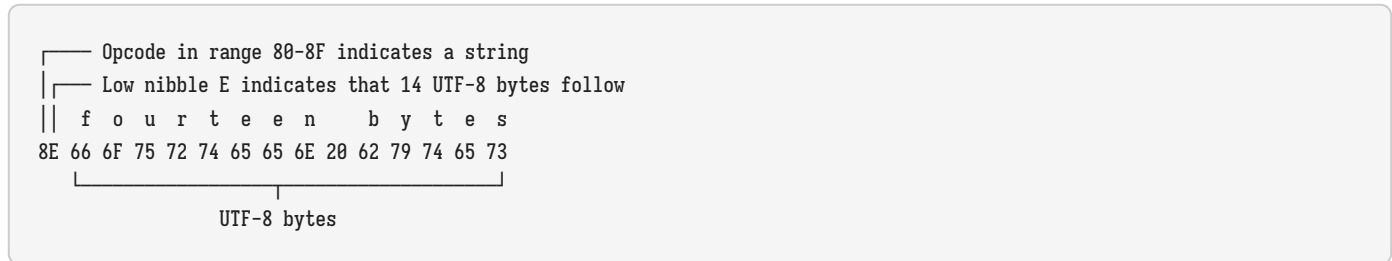 ┌──── Opcode in range 80-8F indicates a string
│┌─── Low nibble E indicates that 14 UTF-8 bytes follow
││  f  o  u  r  t  e  e  n     b  y  t  e  s
8E 66 6F 75 72 74 65 65 6E 20 62 79 74 65 73
UTF-8 bytes